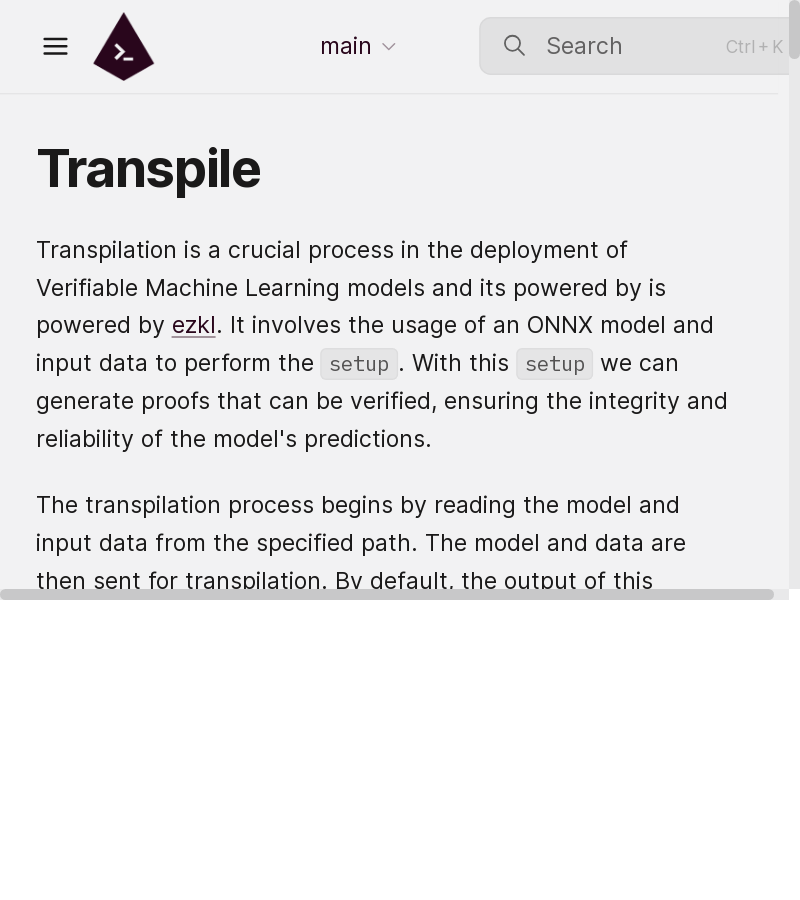 main
Search
Ctrl + K
Transpile
Transpilation is a crucial process in the deployment of
Verifiable Machine Learning models and its powered by is
powered by ezkl. It involves the usage of an ONNX model and
input data to perform the setup. With this setup we can
generate proofs that can be verified, ensuring the integrity and
reliability of the model's predictions.
The transpilation process begins by reading the model and
input data from the specified path. The model and data are
then sent for transpilation. By default, the output of this